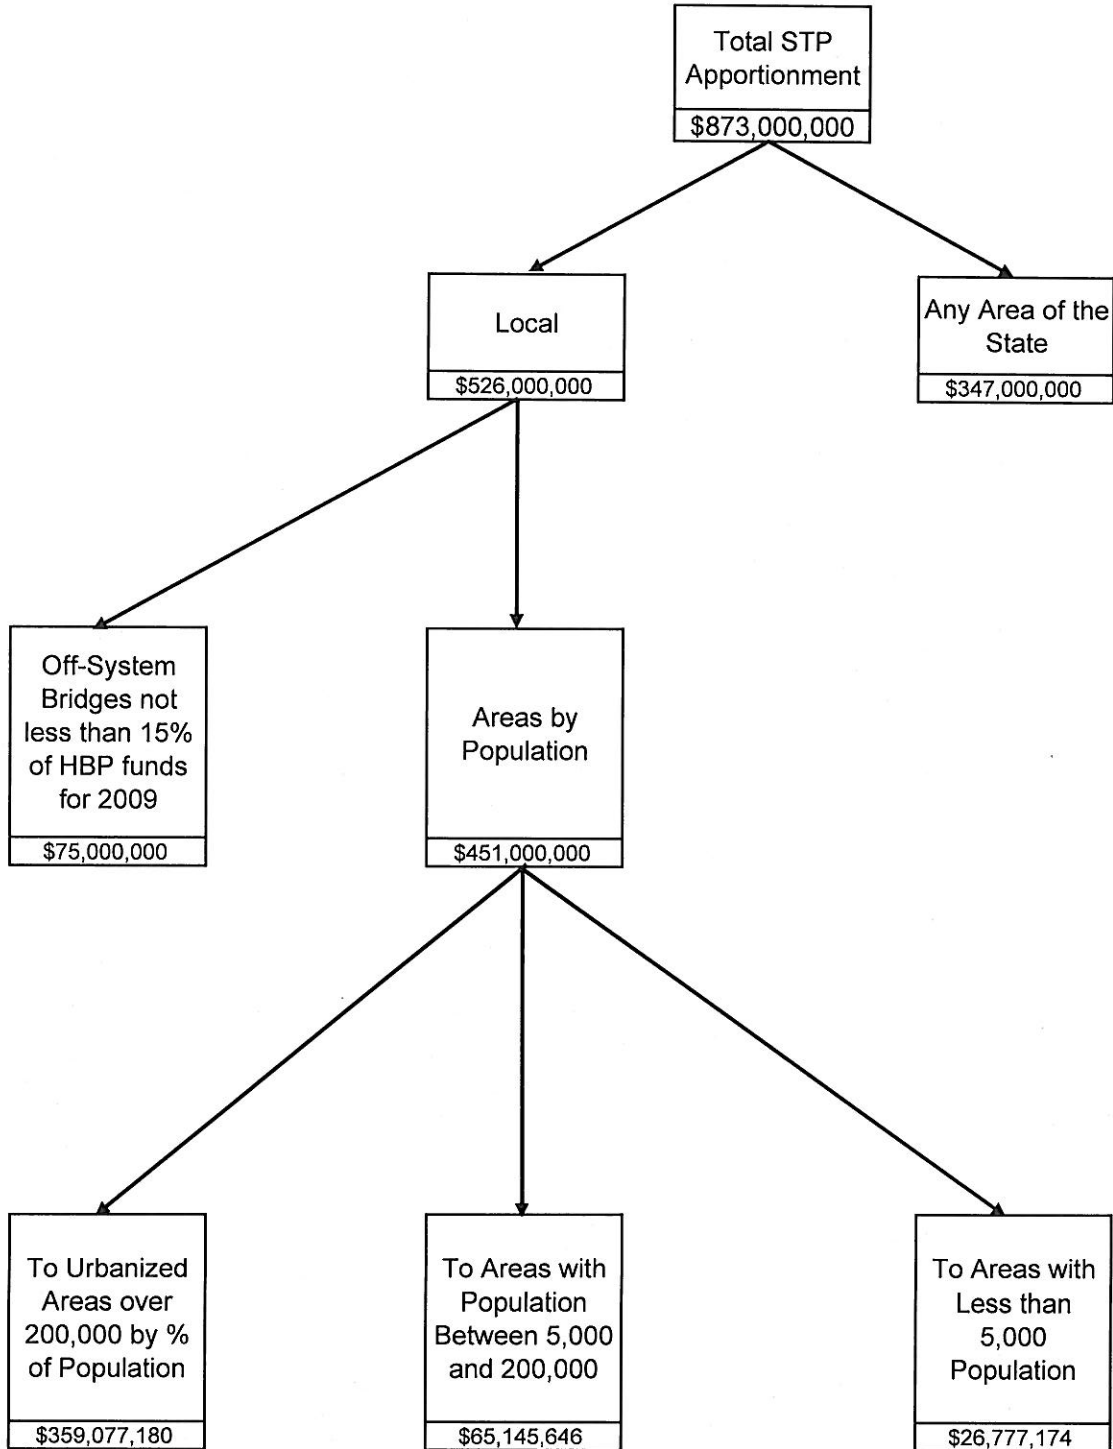 Total STP
Apportionment
$873,000,000
Local
$526,000,000
Any Area of the
State
$347,000,000
Off-System
Bridges not
less than 15%
of HBP funds
for 2009
$75,000,000
Areas by
Population
$451,000,000
To Urbanized
Areas over
200,000 by %
of Population
$359,077,180
To Areas with
Population
Between 5,000
and 200,000
$65,145,646
To Areas with
Less than
5,000
Population
$26,777,174